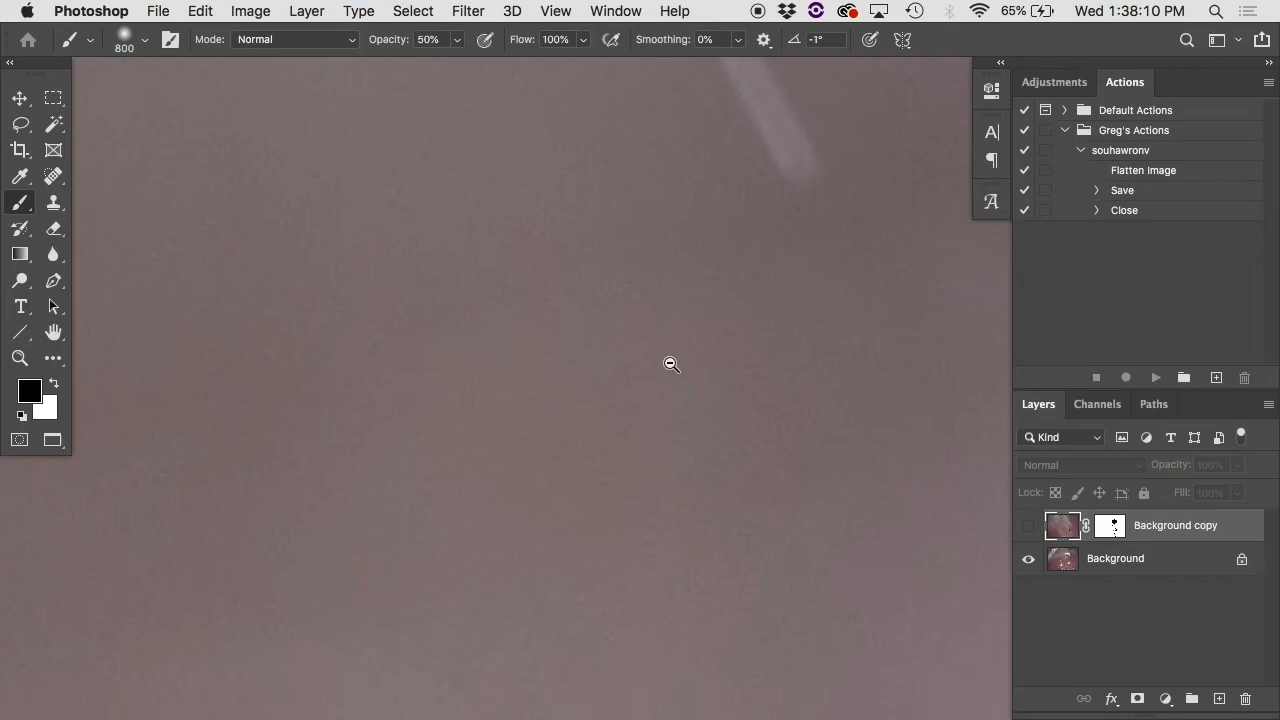 Photoshop File Edit Image Layer Type Select Filter 3D View Window Help 65% Wed 1:38:10 PM
800 Mode: Normal Opacity: 50% Flow: 100% Smoothing: 0% -1°
Adjustments Actions
Default Actions
Greg's Actions
souhawronv
Flatten Image
Save
Close
Layers Channels Paths
Kind
Normal Opacity: 100%
Lock: Fill: 100%
Background copy
Background